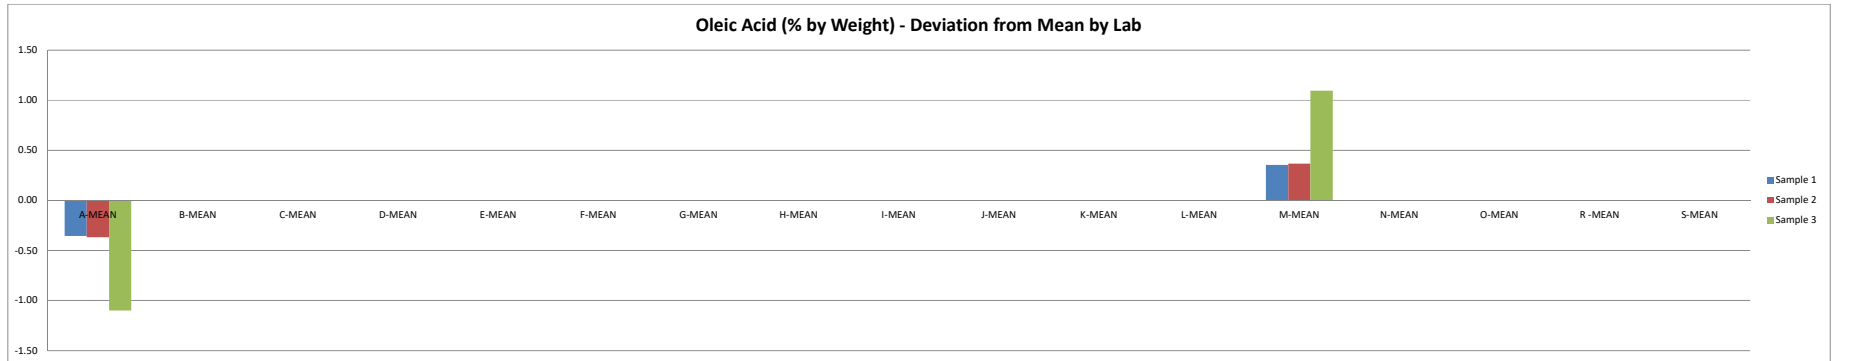 Oleic Acid (% by Weight) - Deviation from Mean by Lab
1.50
1.00
0.50
0.00
-0.50
-1.00
-1.50
A-MEAN B-MEAN C-MEAN D-MEAN E-MEAN F-MEAN G-MEAN H-MEAN I-MEAN J-MEAN K-MEAN L-MEAN M-MEAN N-MEAN O-MEAN R -MEAN S-MEAN
Sample 1
Sample 2
Sample 3